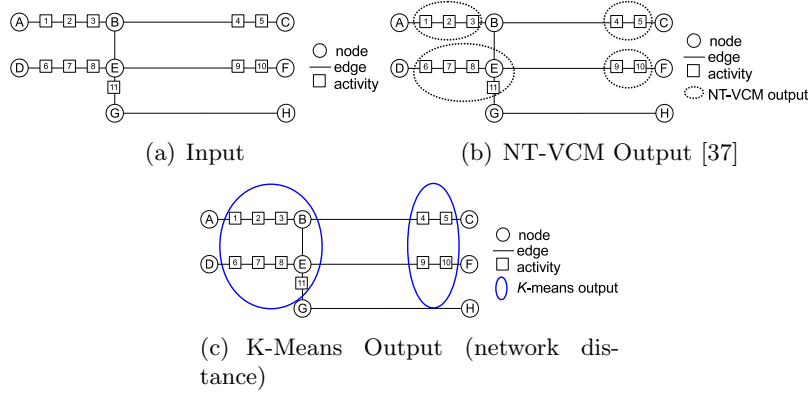 A 1 2 3 B 4 5 C
D 6 7 8 E 9 10 F
11
G H
node
edge
activity
(a) Input
A 1 2 3 B 4 5 C
D 6 7 8 E 9 10 F
11
G H
node
edge
activity
NT-VCM output
(b) NT-VCM Output [37]
A 1 2 3 B 4 5 C
D 6 7 8 E 9 10 F
11
G H
node
edge
activity
K-means output
(c) K-Means Output (network dis-
tance)